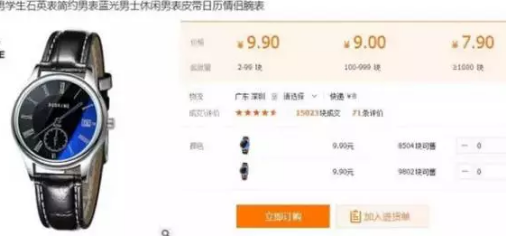 男学生石英表简约男表蓝光男士休闲男表皮带日历情侣腕表
价格 ¥9.90 ¥9.00 ¥7.90
起批量 2-99 块 100-999 块 ≥1000 块
物流 广东 深圳 至 请选择 快递 ¥8
成交\评价 15023块成交 71条评价
颜色 9.90元 8504块可售 − 0
9.90元 9802块可售 − 0
立即订购 加入进货单